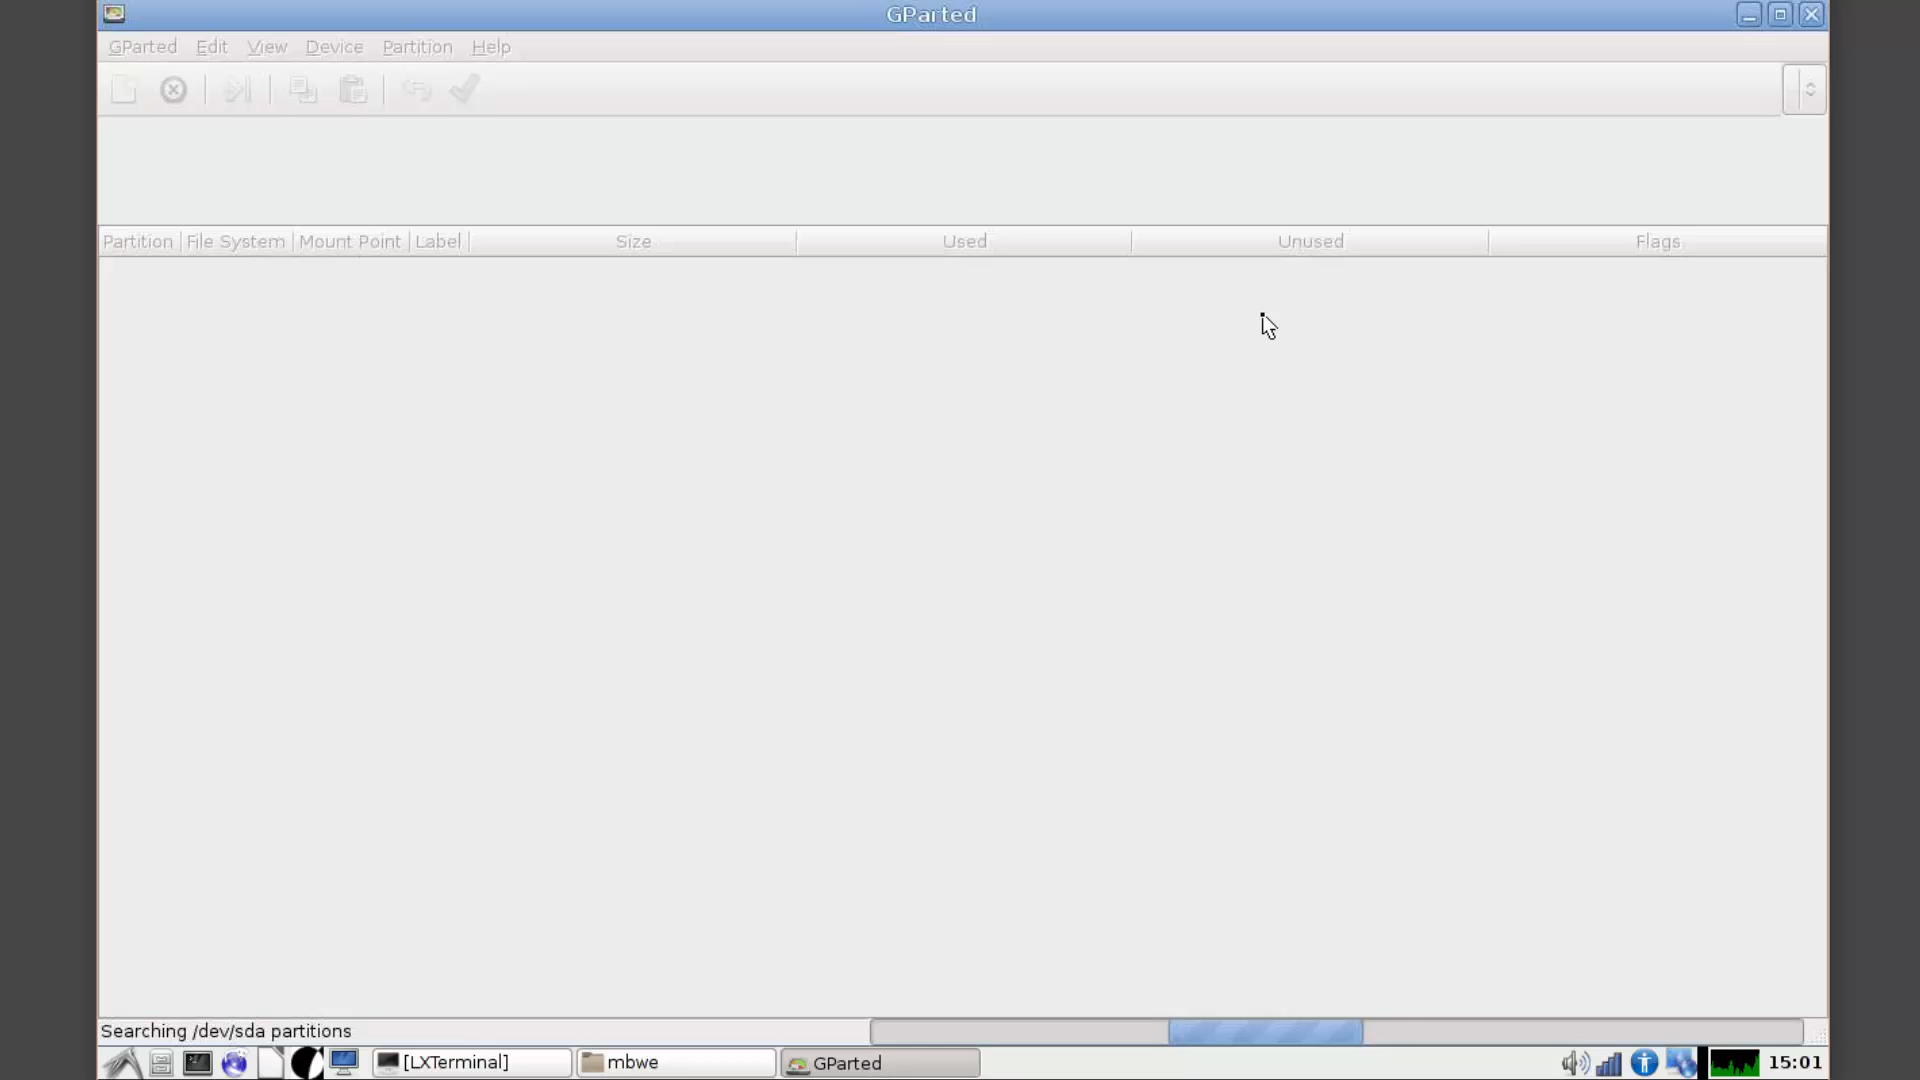 GParted
GParted Edit View Device Partition Help
Partition File System Mount Point Label Size Used Unused Flags
Searching /dev/sda partitions
[LXTerminal] mbwe GParted 15:01